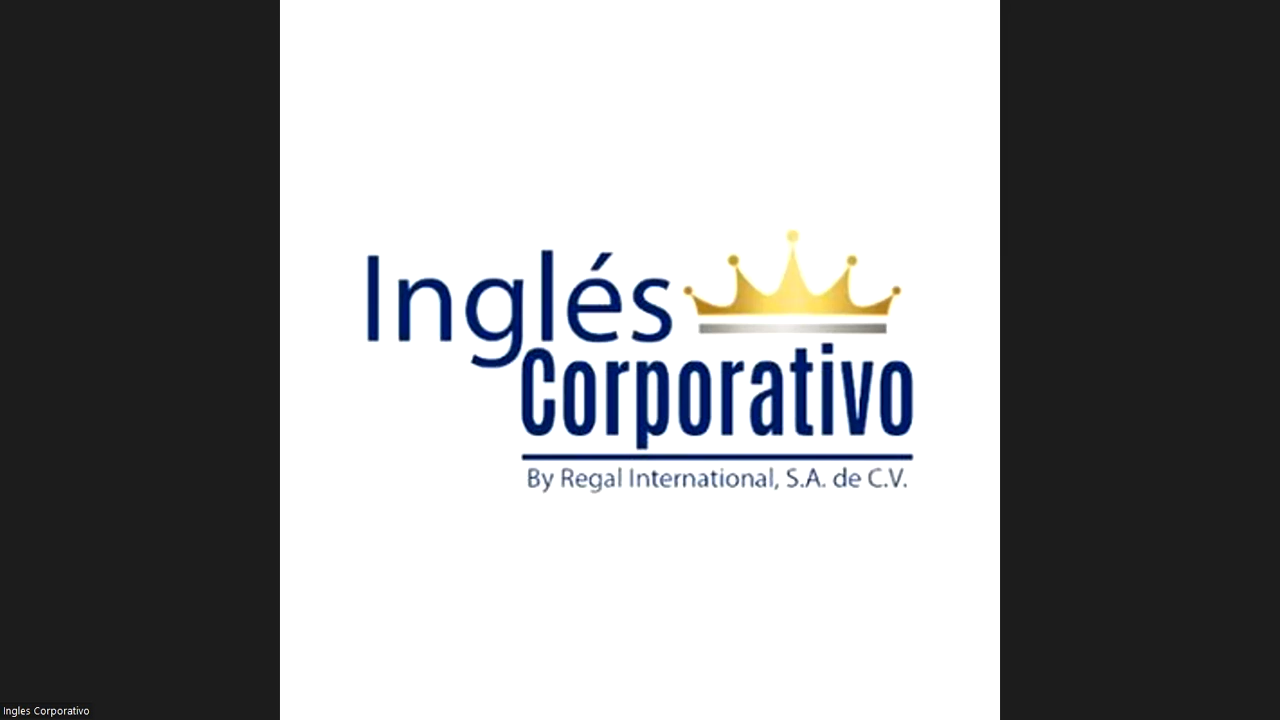 Inglés
Corporativo
By Regal International, S.A. de C.V.
Ingles Corporativo